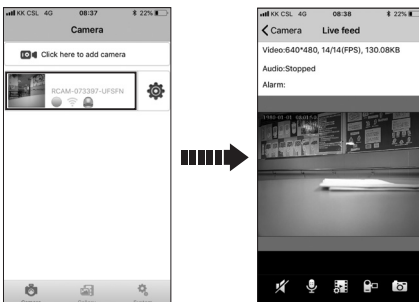 KK CSL 4G 08:37 22%
Camera
Click here to add camera
RCAM-073397-UFSFN
KK CSL 4G 08:38 22%
Camera Live feed
Video:640*480, 14/14(FPS), 130.08KB
Audio:Stopped
Alarm: